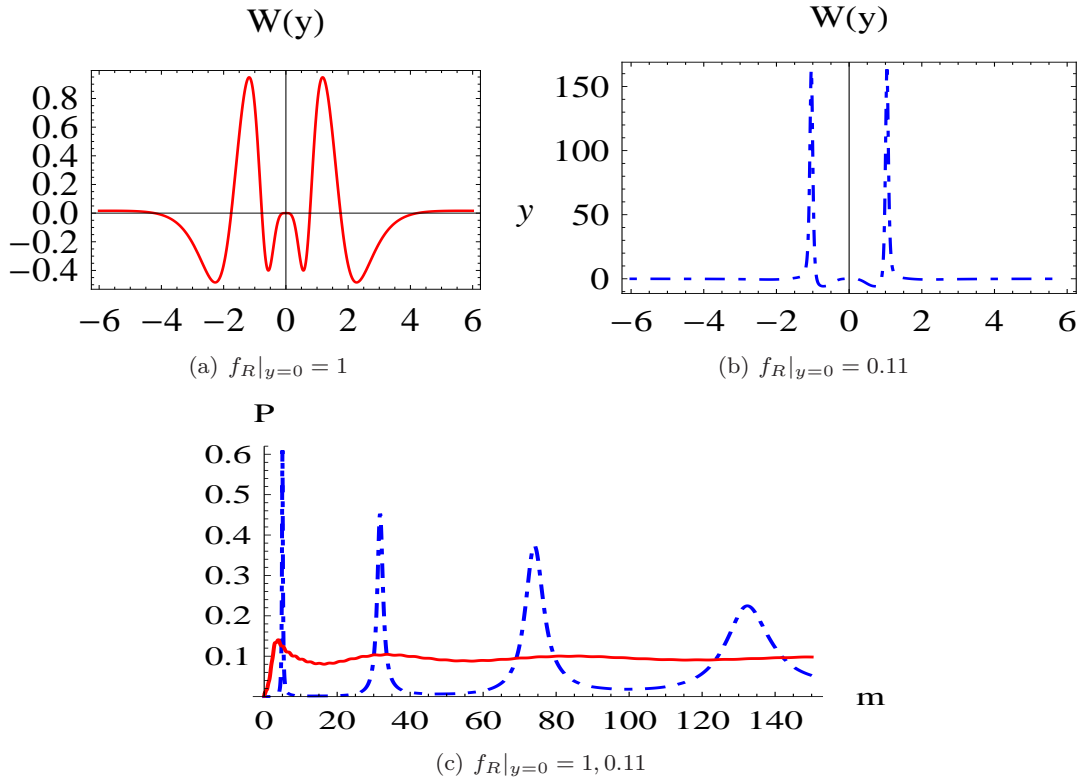 W(y)
0.8
0.6
0.4
0.2
0.0
−0.2
−0.4
−6 −4 −2 0 2 4 6
(a) f_R|_{y=0} = 1
W(y)
150
100
y
50
0
−6 −4 −2 0 2 4 6
(b) f_R|_{y=0} = 0.11
P
0.6
0.5
0.4
0.3
0.2
0.1
0 20 40 60 80 100 120 140
m
(c) f_R|_{y=0} = 1, 0.11